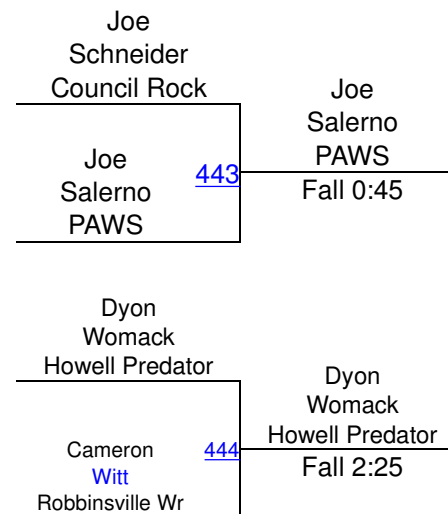 Joe
Schneider
Council Rock
Joe
Salerno
PAWS
443
Joe
Salerno
PAWS
Fall 0:45
Dyon
Womack
Howell Predator
Cameron
Witt
Robbinsville Wr
444
Dyon
Womack
Howell Predator
Fall 2:25